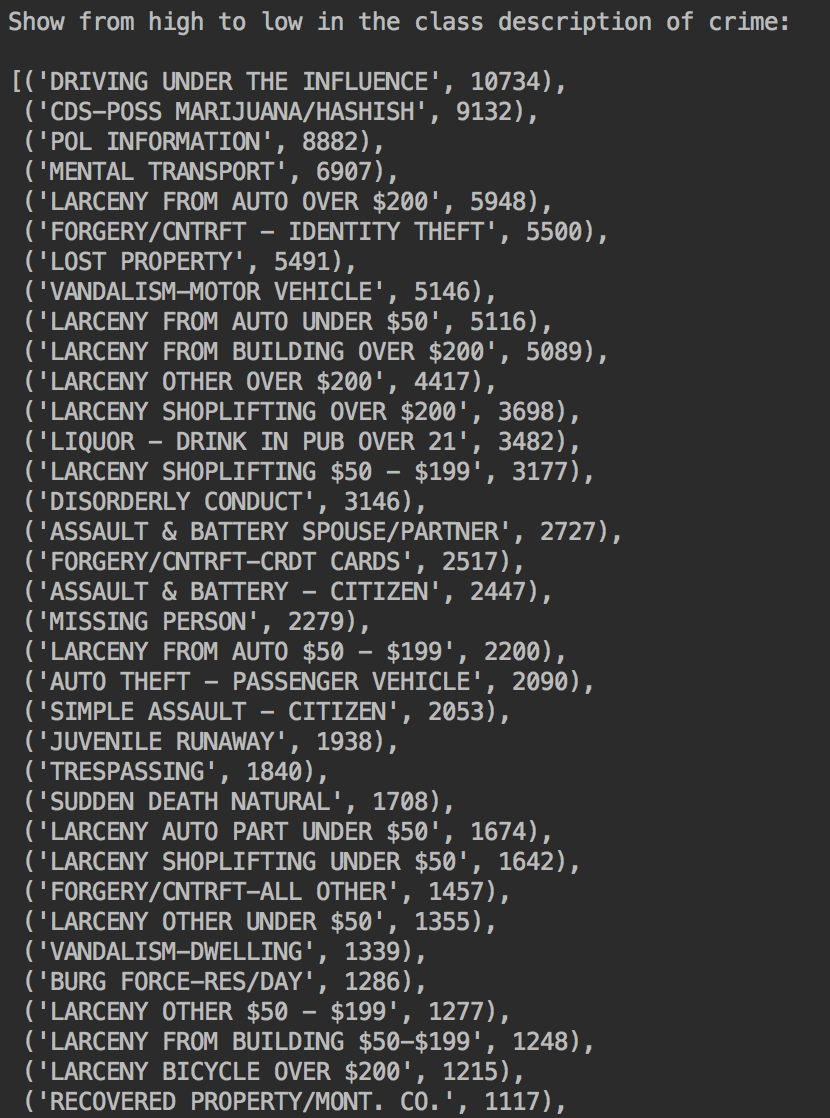 Show from high to low in the class description of crime:
[('DRIVING UNDER THE INFLUENCE', 10734),
('CDS-POSS MARIJUANA/HASHISH', 9132),
('POL INFORMATION', 8882),
('MENTAL TRANSPORT', 6907),
('LARCENY FROM AUTO OVER $200', 5948),
('FORGERY/CNTRFT - IDENTITY THEFT', 5500),
('LOST PROPERTY', 5491),
('VANDALISM-MOTOR VEHICLE', 5146),
('LARCENY FROM AUTO UNDER $50', 5116),
('LARCENY FROM BUILDING OVER $200', 5089),
('LARCENY OTHER OVER $200', 4417),
('LARCENY SHOPLIFTING OVER $200', 3698),
('LIQUOR - DRINK IN PUB OVER 21', 3482),
('LARCENY SHOPLIFTING $50 - $199', 3177),
('DISORDERLY CONDUCT', 3146),
('ASSAULT & BATTERY SPOUSE/PARTNER', 2727),
('FORGERY/CNTRFT-CRDT CARDS', 2517),
('ASSAULT & BATTERY - CITIZEN', 2447),
('MISSING PERSON', 2279),
('LARCENY FROM AUTO $50 - $199', 2200),
('AUTO THEFT - PASSENGER VEHICLE', 2090),
('SIMPLE ASSAULT - CITIZEN', 2053),
('JUVENILE RUNAWAY', 1938),
('TRESPASSING', 1840),
('SUDDEN DEATH NATURAL', 1708),
('LARCENY AUTO PART UNDER $50', 1674),
('LARCENY SHOPLIFTING UNDER $50', 1642),
('FORGERY/CNTRFT-ALL OTHER', 1457),
('LARCENY OTHER UNDER $50', 1355),
('VANDALISM-DWELLING', 1339),
('BURG FORCE-RES/DAY', 1286),
('LARCENY OTHER $50 - $199', 1277),
('LARCENY FROM BUILDING $50-$199', 1248),
('LARCENY BICYCLE OVER $200', 1215),
('RECOVERED PROPERTY/MONT. CO.', 1117),